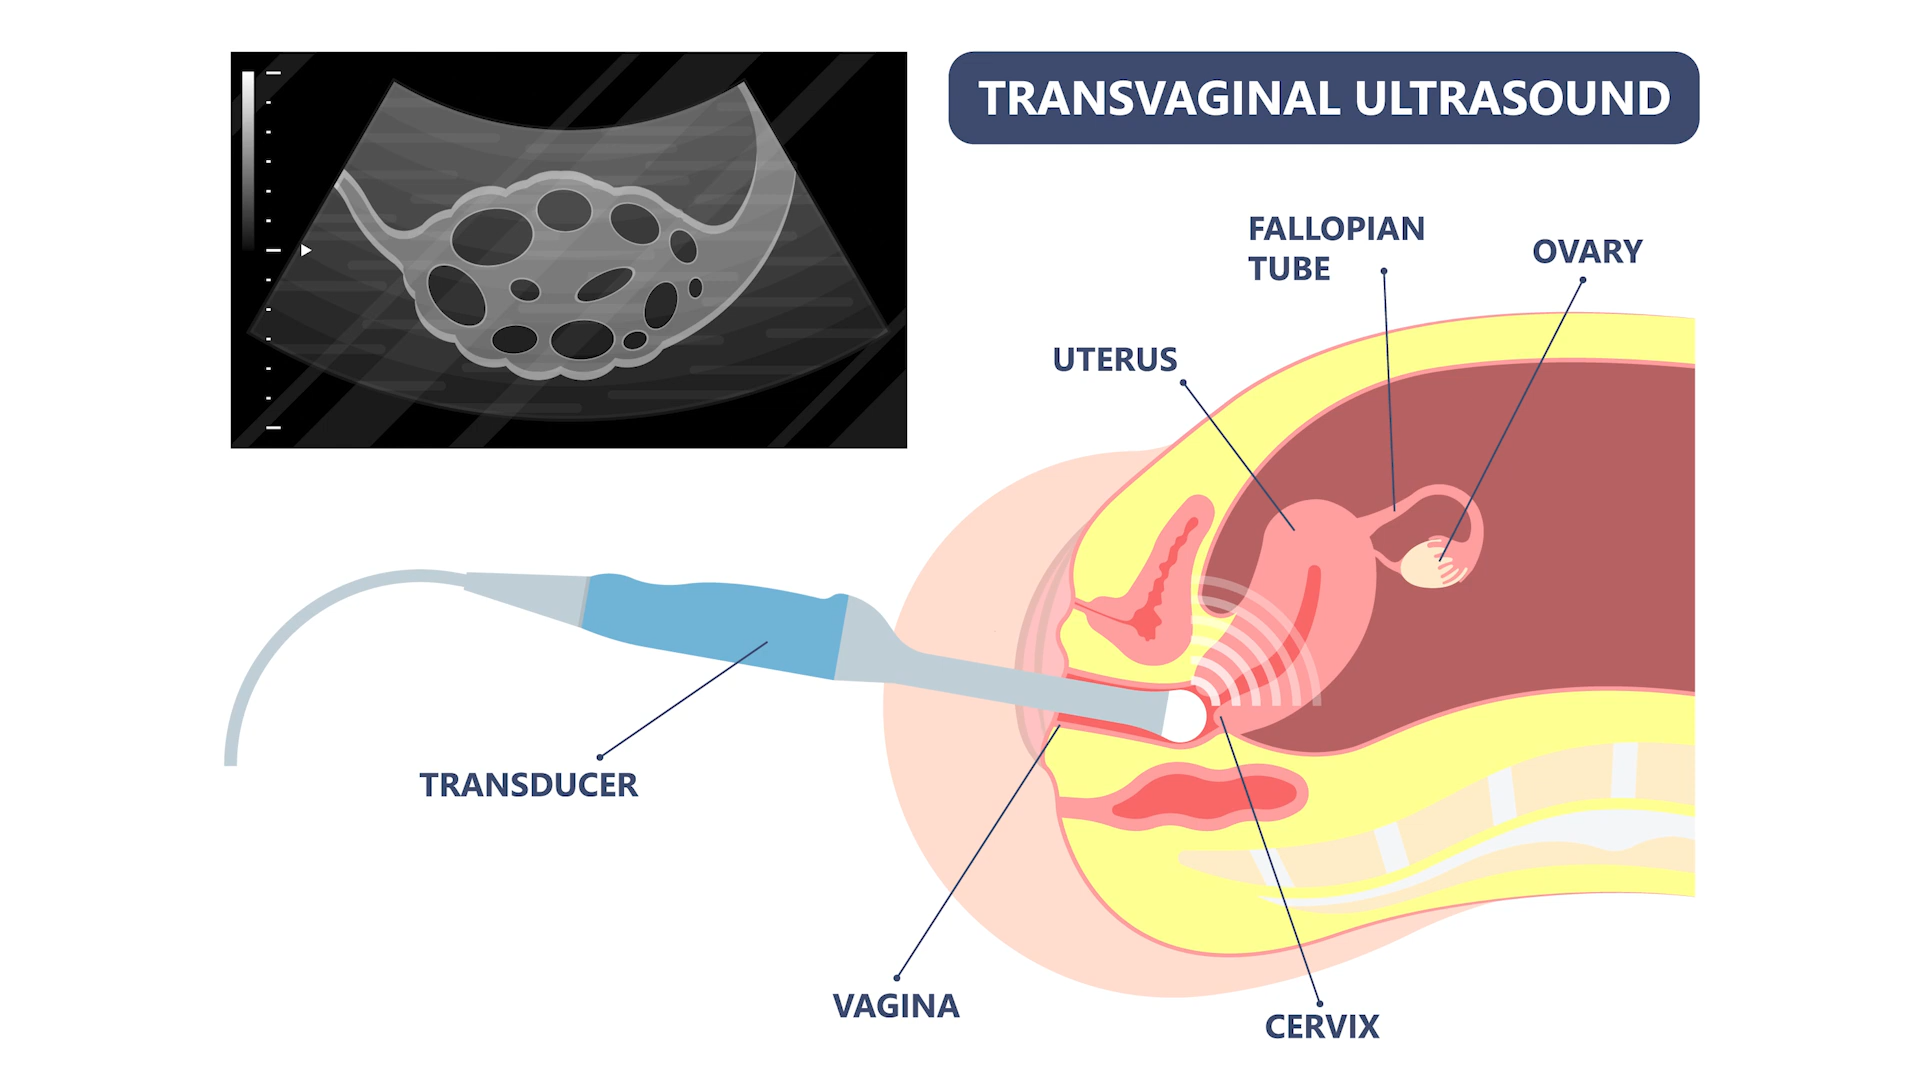 TRANSVAGINAL ULTRASOUND
FALLOPIAN
TUBE
OVARY
UTERUS
TRANSDUCER
VAGINA
CERVIX